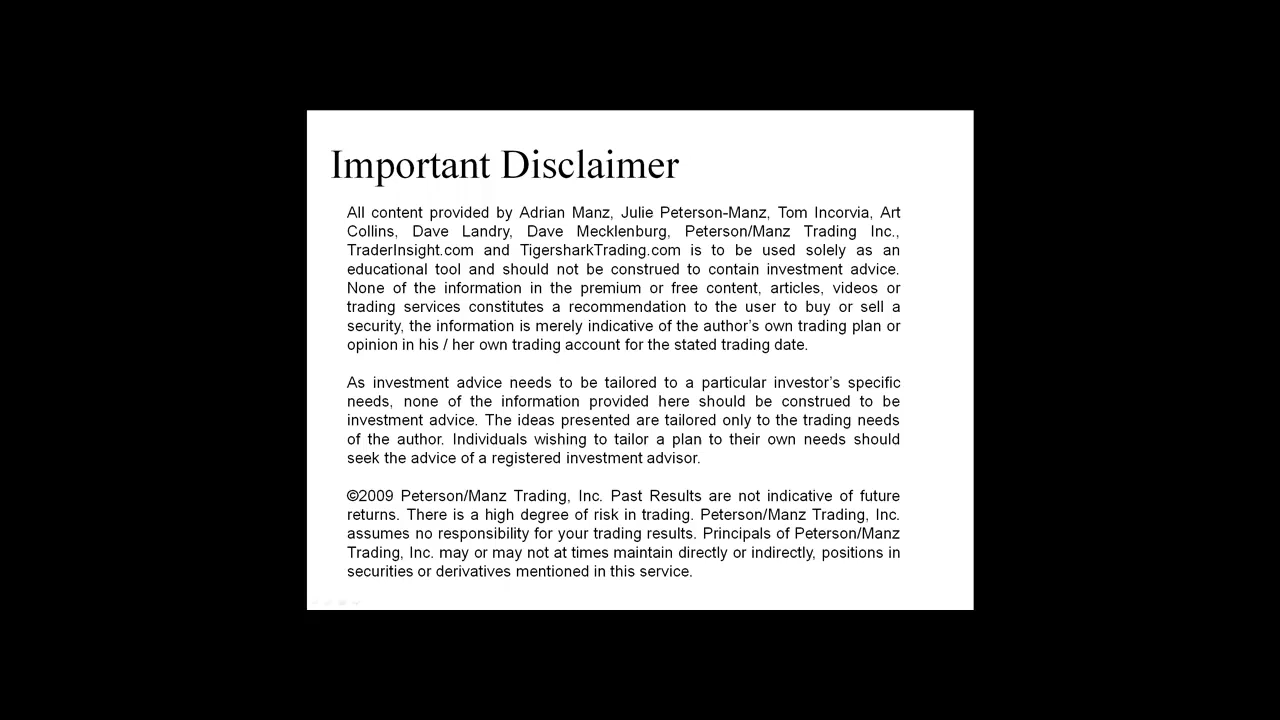 Important Disclaimer
All content provided by Adrian Manz, Julie Peterson-Manz, Tom Incorvia, Art
Collins, Dave Landry, Dave Mecklenburg, Peterson/Manz Trading Inc.,
TraderInsight.com and TigersharkTrading.com is to be used solely as an
educational tool and should not be construed to contain investment advice.
None of the information in the premium or free content, articles, videos or
trading services constitutes a recommendation to the user to buy or sell a
security, the information is merely indicative of the author’s own trading plan or
opinion in his / her own trading account for the stated trading date.
As investment advice needs to be tailored to a particular investor’s specific
needs, none of the information provided here should be construed to be
investment advice. The ideas presented are tailored only to the trading needs
of the author. Individuals wishing to tailor a plan to their own needs should
seek the advice of a registered investment advisor.
©2009 Peterson/Manz Trading, Inc. Past Results are not indicative of future
returns. There is a high degree of risk in trading. Peterson/Manz Trading, Inc.
assumes no responsibility for your trading results. Principals of Peterson/Manz
Trading, Inc. may or may not at times maintain directly or indirectly, positions in
securities or derivatives mentioned in this service.